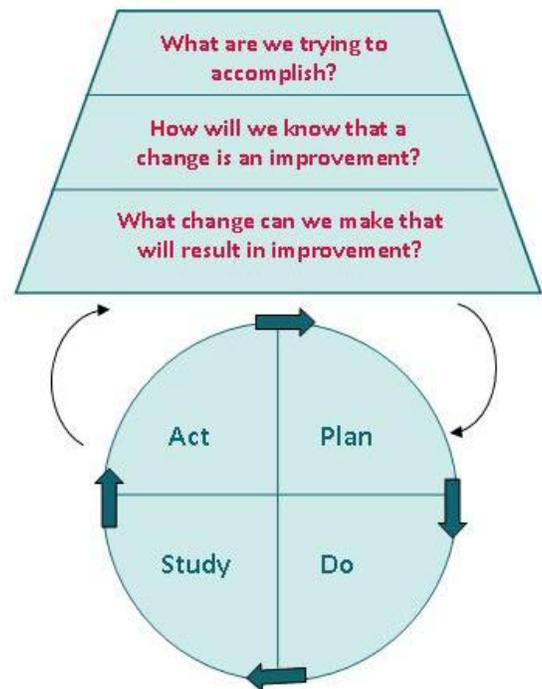 What are we trying to
accomplish?
How will we know that a
change is an improvement?
What change can we make that
will result in improvement?
Act
Plan
Study
Do